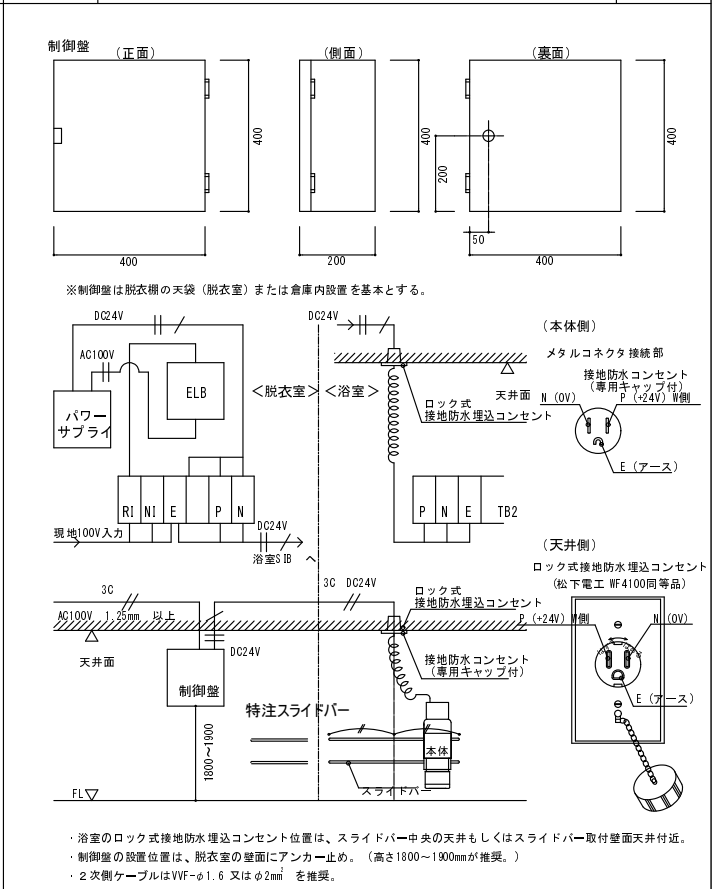 制御盤
(正面)
(側面)
(裏面)
400
400
400
200
400
200
50
400
※制御盤は脱衣棚の天袋（脱衣室）または倉庫内設置を基本とする。
DC24V
DC24V
(本体側)
AC100V
メタルコネクタ接続部
パワー
サプライ
ELB
＜脱衣室＞
＜浴室＞
天井面
接地防水コンセント
(専用キャップ付)
ロック式
接地防水埋込コンセント
N (0V)
P (+24V) W側
E (アース)
RI NI E P N
P N E TB2
現地100V入力
DC24V
浴室SIB へ
(天井側)
ロック式接地防水埋込コンセント
(松下電工 WF4100同等品)
3C
3C DC24V
ロック式
接地防水埋込コンセント
AC100V 1.25mm 以上
P (+24V) W側
N (0V)
天井面
DC24V
接地防水コンセント
(専用キャップ付)
制御盤
E (アース)
特注スライドバー
1800～1900
本体
スライドバー
FL
・浴室のロック式接地防水埋込コンセント位置は、スライドバー中央の天井もしくはスライドバー取付壁面天井付近。
・制御盤の設置位置は、脱衣室の壁面にアンカー止め。（高さ1800～1900mmが推奨。）
・２次側ケーブルはVVF-φ1.6 又はφ2mm² を推奨。